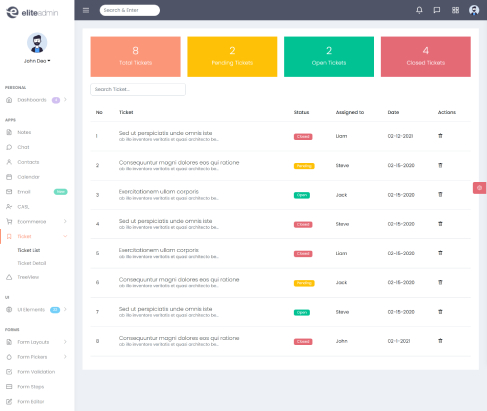 eliteadmin
Search & Enter
John Deo
PERSONAL
Dashboards
APPS
Notes
Chat
Contacts
Calendar
Email
New
CASL
Ecommerce
Ticket
Ticket List
Ticket Detail
TreeView
UI
UI Elements
FORMS
Form Layouts
Form Pickers
Form Validation
Form Steps
Form Editor
8 2 2 4
Total Tickets Pending Tickets Open Tickets Closed Tickets
Search Ticket...
No Ticket Status Assigned to Date Actions
1 Sed ut perspiciatis unde omnis iste Closed Liam 02-12-2021
ab illo inventore veritatis et quasi architecto be...
2 Consequuntur magni dolores eos qui ratione Pending Steve 02-15-2020
ab illo inventore veritatis et quasi architecto be...
3 Exercitationem ullam corporis Open Jack 02-15-2020
ab illo inventore veritatis et quasi architecto be...
4 Sed ut perspiciatis unde omnis iste Closed Steve 02-15-2020
ab illo inventore veritatis et quasi architecto be...
5 Exercitationem ullam corporis Closed Liam 02-15-2020
ab illo inventore veritatis et quasi architecto be...
6 Consequuntur magni dolores eos qui ratione Pending Jack 02-15-2020
ab illo inventore veritatis et quasi architecto be...
7 Sed ut perspiciatis unde omnis iste Open Steve 02-15-2020
ab illo inventore veritatis et quasi architecto be...
8 Consequuntur magni dolores eos qui ratione Closed John 02-1-2021
ab illo inventore veritatis et quasi architecto be...